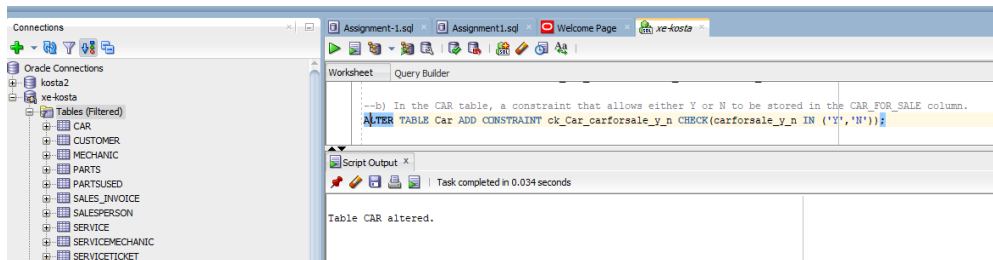 Connections
Assignment-1.sql
Assignment1.sql
Welcome Page
xe-kosta
Oracle Connections
kosta2
xe-kosta
Tables (Filtered)
CAR
CUSTOMER
MECHANIC
PARTS
PARTSUSED
SALES_INVOICE
SALESPERSON
SERVICE
SERVICEMECHANIC
SERVICETICKET
Worksheet Query Builder
--b) In the CAR table, a constraint that allows either Y or N to be stored in the CAR_FOR_SALE column.
ALTER TABLE Car ADD CONSTRAINT ck_Car_carforsale_y_n CHECK(carforsale_y_n IN ('Y','N'));
Script Output
Task completed in 0.034 seconds
Table CAR altered.